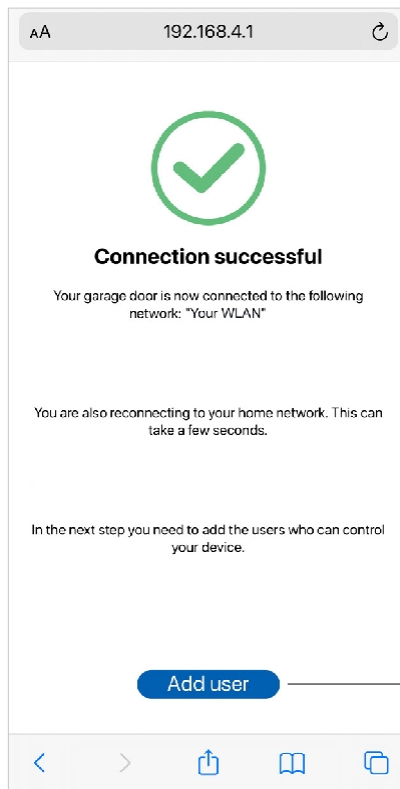 AA 192.168.4.1
Connection successful
Your garage door is now connected to the following
network: "Your WLAN"
You are also reconnecting to your home network. This can
take a few seconds.
In the next step you need to add the users who can control
your device.
Add user